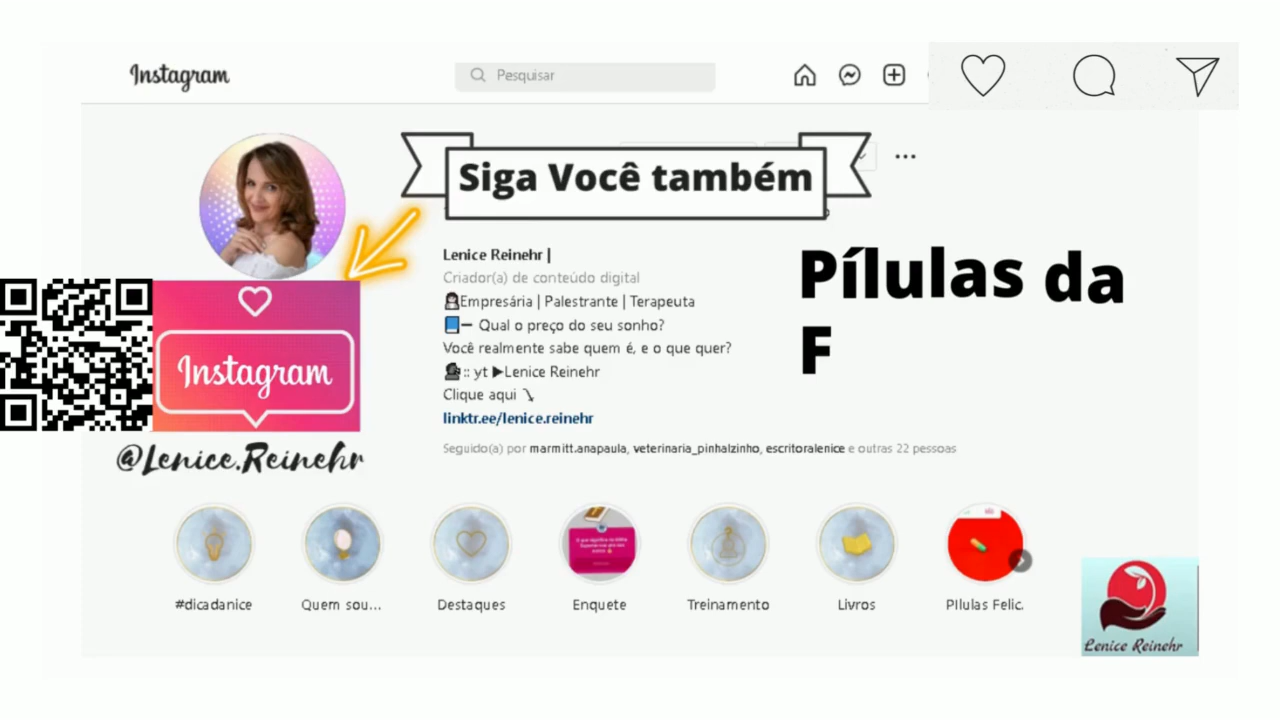 Instagram
Pesquisar
Siga Você também
Lenice Reinehr |
Criador(a) de conteúdo digital
Empresária | Palestrante | Terapeuta
— Qual o preço do seu sonho?
Você realmente sabe quem é, e o que quer?
:: yt ▶Lenice Reinehr
Clique aqui ⤵
linktr.ee/lenice.reinehr
Seguido(a) por marmitt.anapaula, veterinaria_pinhalzinho, escritoralenice e outras 22 pessoas
Pílulas da
F
Instagram
@Lenice.Reinehr
#dicadanice
Quem sou...
Destaques
Enquete
Treinamento
Livros
PIlulas Felic.
Lenice Reinehr